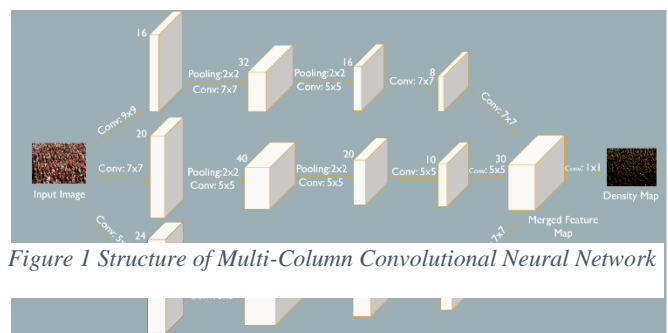 16
32
Pooling:2x2
Conv: 7x7
16
Pooling:2x2
Conv: 5x5
8
Conv: 7x7
Conv: 7x7
Conv: 9x9
20
Conv: 7x7
Input Image
40
Pooling:2x2
Conv: 5x5
20
Pooling:2x2
Conv: 5x5
10
Conv: 5x5
30
Conv: 5x5
Conv: 1x1
Density Map
Merged Feature
Map
24
7x7
Figure 1 Structure of Multi-Column Convolutional Neural Network